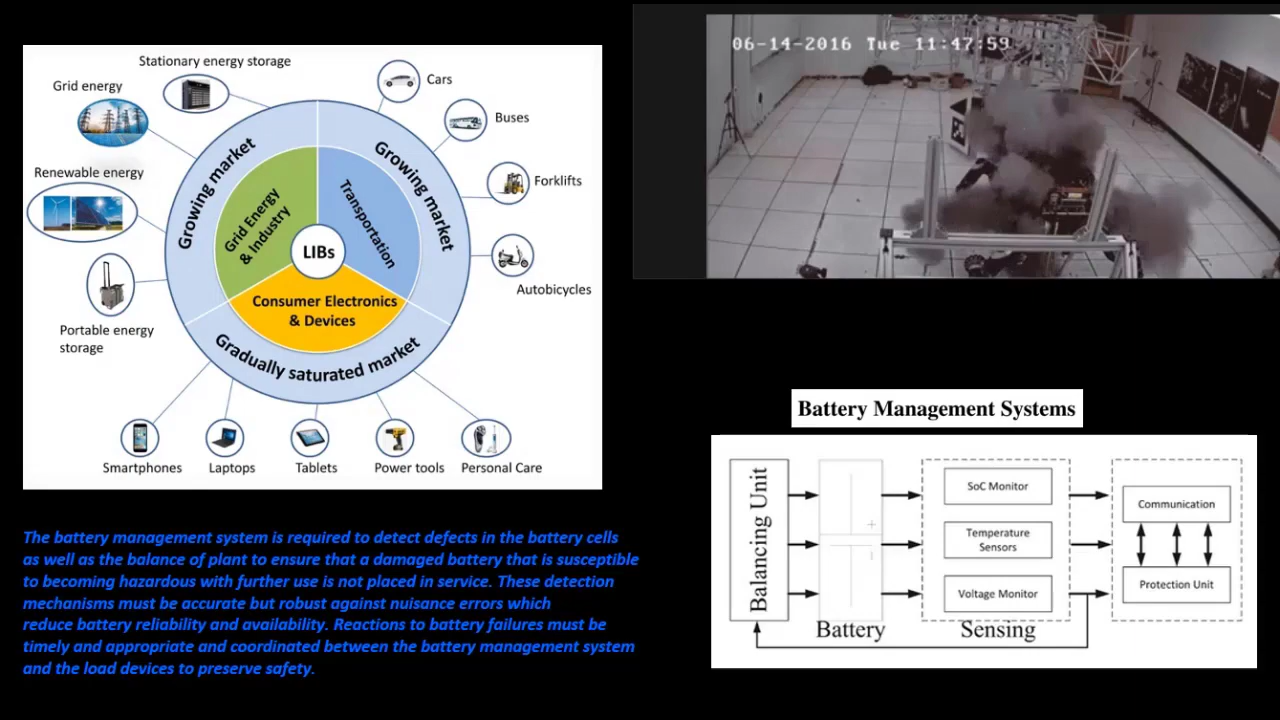 Stationary energy storage
Grid energy
Renewable energy
Portable energy
storage
Cars
Buses
Forklifts
Autobicycles
Growing market
Growing market
Gradually saturated market
Grid Energy
& Industry
Transportation
LIBs
Consumer Electronics
& Devices
Smartphones
Laptops
Tablets
Power tools
Personal Care
The battery management system is required to detect defects in the battery cells
as well as the balance of plant to ensure that a damaged battery that is susceptible
to becoming hazardous with further use is not placed in service. These detection
mechanisms must be accurate but robust against nuisance errors which
reduce battery reliability and availability. Reactions to battery failures must be
timely and appropriate and coordinated between the battery management system
and the load devices to preserve safety.
06-14-2016 Tue 11:47:59
Battery Management Systems
Balancing Unit
Battery
SoC Monitor
Temperature
Sensors
Voltage Monitor
Sensing
Communication
Protection Unit